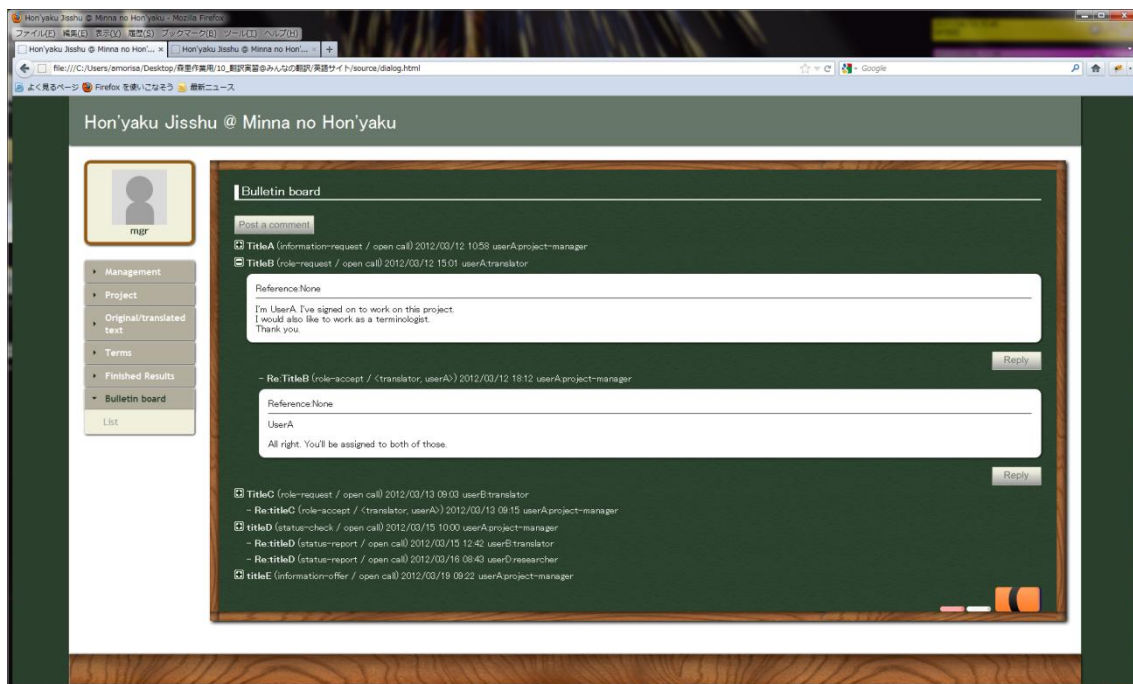 Hon'yaku Jisshu @ Minna no Hon'yaku - Mozilla Firefox
ファイル(F) 編集(E) 表示(V) 履歴(S) ブックマーク(B) ツール(T) ヘルプ(H)
Hon'yaku Jisshu @ Minna no Hon'... × Hon'yaku Jisshu @ Minna no Hon'... × +
file:///C:/Users/amorisa/Desktop/森里作業用/10_翻訳実習@みんなの翻訳/英語サイト/source/dialog.html
Google
よく見るページ Firefox を使いこなそう 最新ニュース
Hon'yaku Jisshu @ Minna no Hon'yaku
mgr
Management
Project
Original/translated
text
Terms
Finished Results
Bulletin board
List
Bulletin board
Post a comment
TitleA (information-request / open call) 2012/03/12 10:58 userA:project-manager
TitleB (role-request / open call) 2012/03/12 15:01 userA:translator
Reference:None
I'm UserA. I've signed on to work on this project.
I would also like to work as a terminologist.
Thank you.
Reply
- Re:TitleB (role-accept / <translator, userA>) 2012/03/12 18:12 userA:project-manager
Reference:None
UserA
All right. You'll be assigned to both of those.
Reply
TitleC (role-request / open call) 2012/03/13 09:03 userB:translator
- Re:titleC (role-accept / <translator, userA>) 2012/03/13 09:15 userA:project-manager
titleD (status-check / open call) 2012/03/15 10:00 userA:project-manager
- Re:titleD (status-report / open call) 2012/03/15 12:42 userB:translator
- Re:titleD (status-report / open call) 2012/03/16 08:43 userD:researcher
titleE (information-offer / open call) 2012/03/19 09:22 userA:project-manager